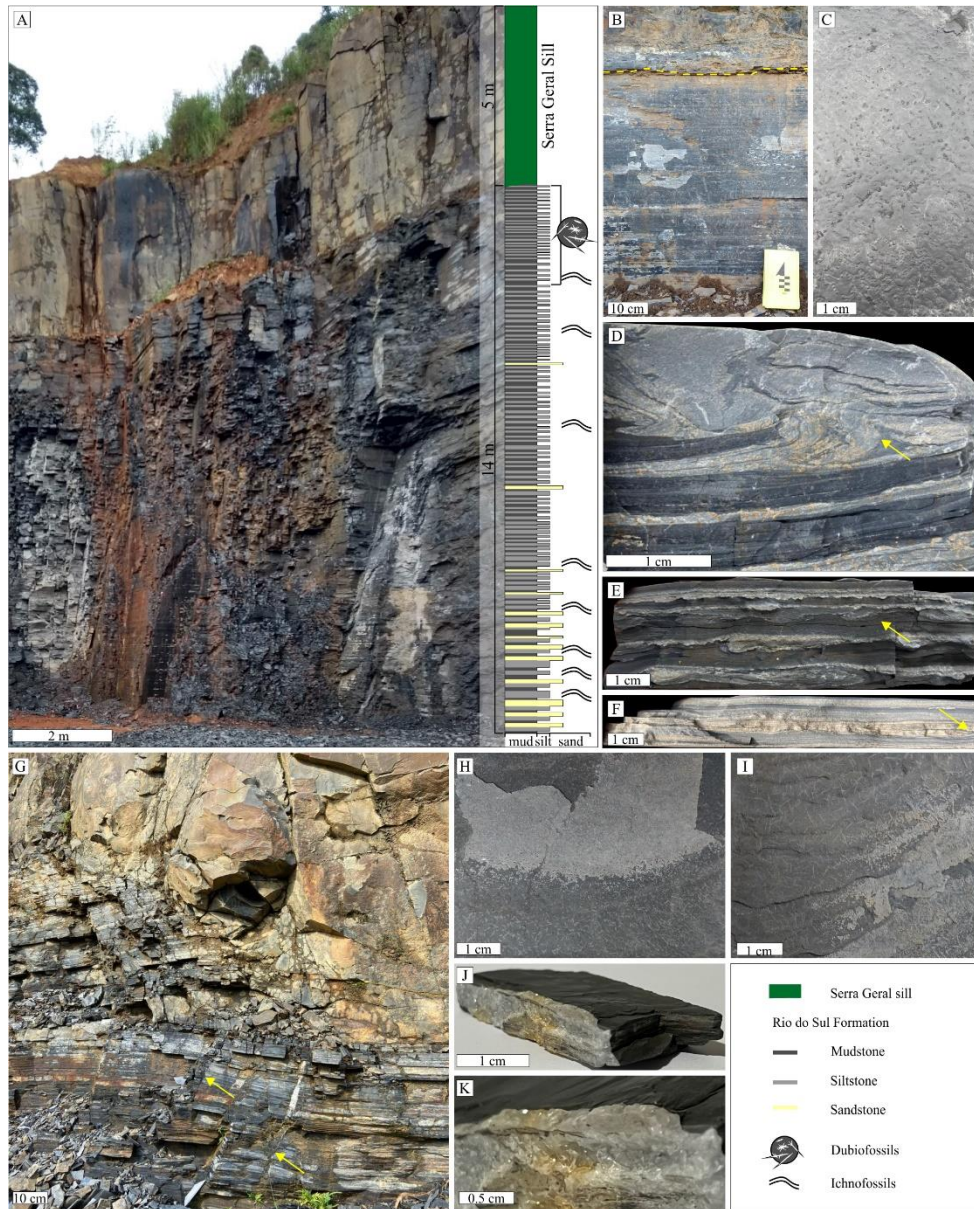 A
5 m
Serra Geral Sill
14 m
2 m
mud silt sand
B
10 cm
C
1 cm
D
1 cm
E
1 cm
F
1 cm
G
10 cm
H
1 cm
I
1 cm
J
1 cm
K
0.5 cm
Serra Geral sill
Rio do Sul Formation
Mudstone
Siltstone
Sandstone
Dubiofossils
Ichnofossils